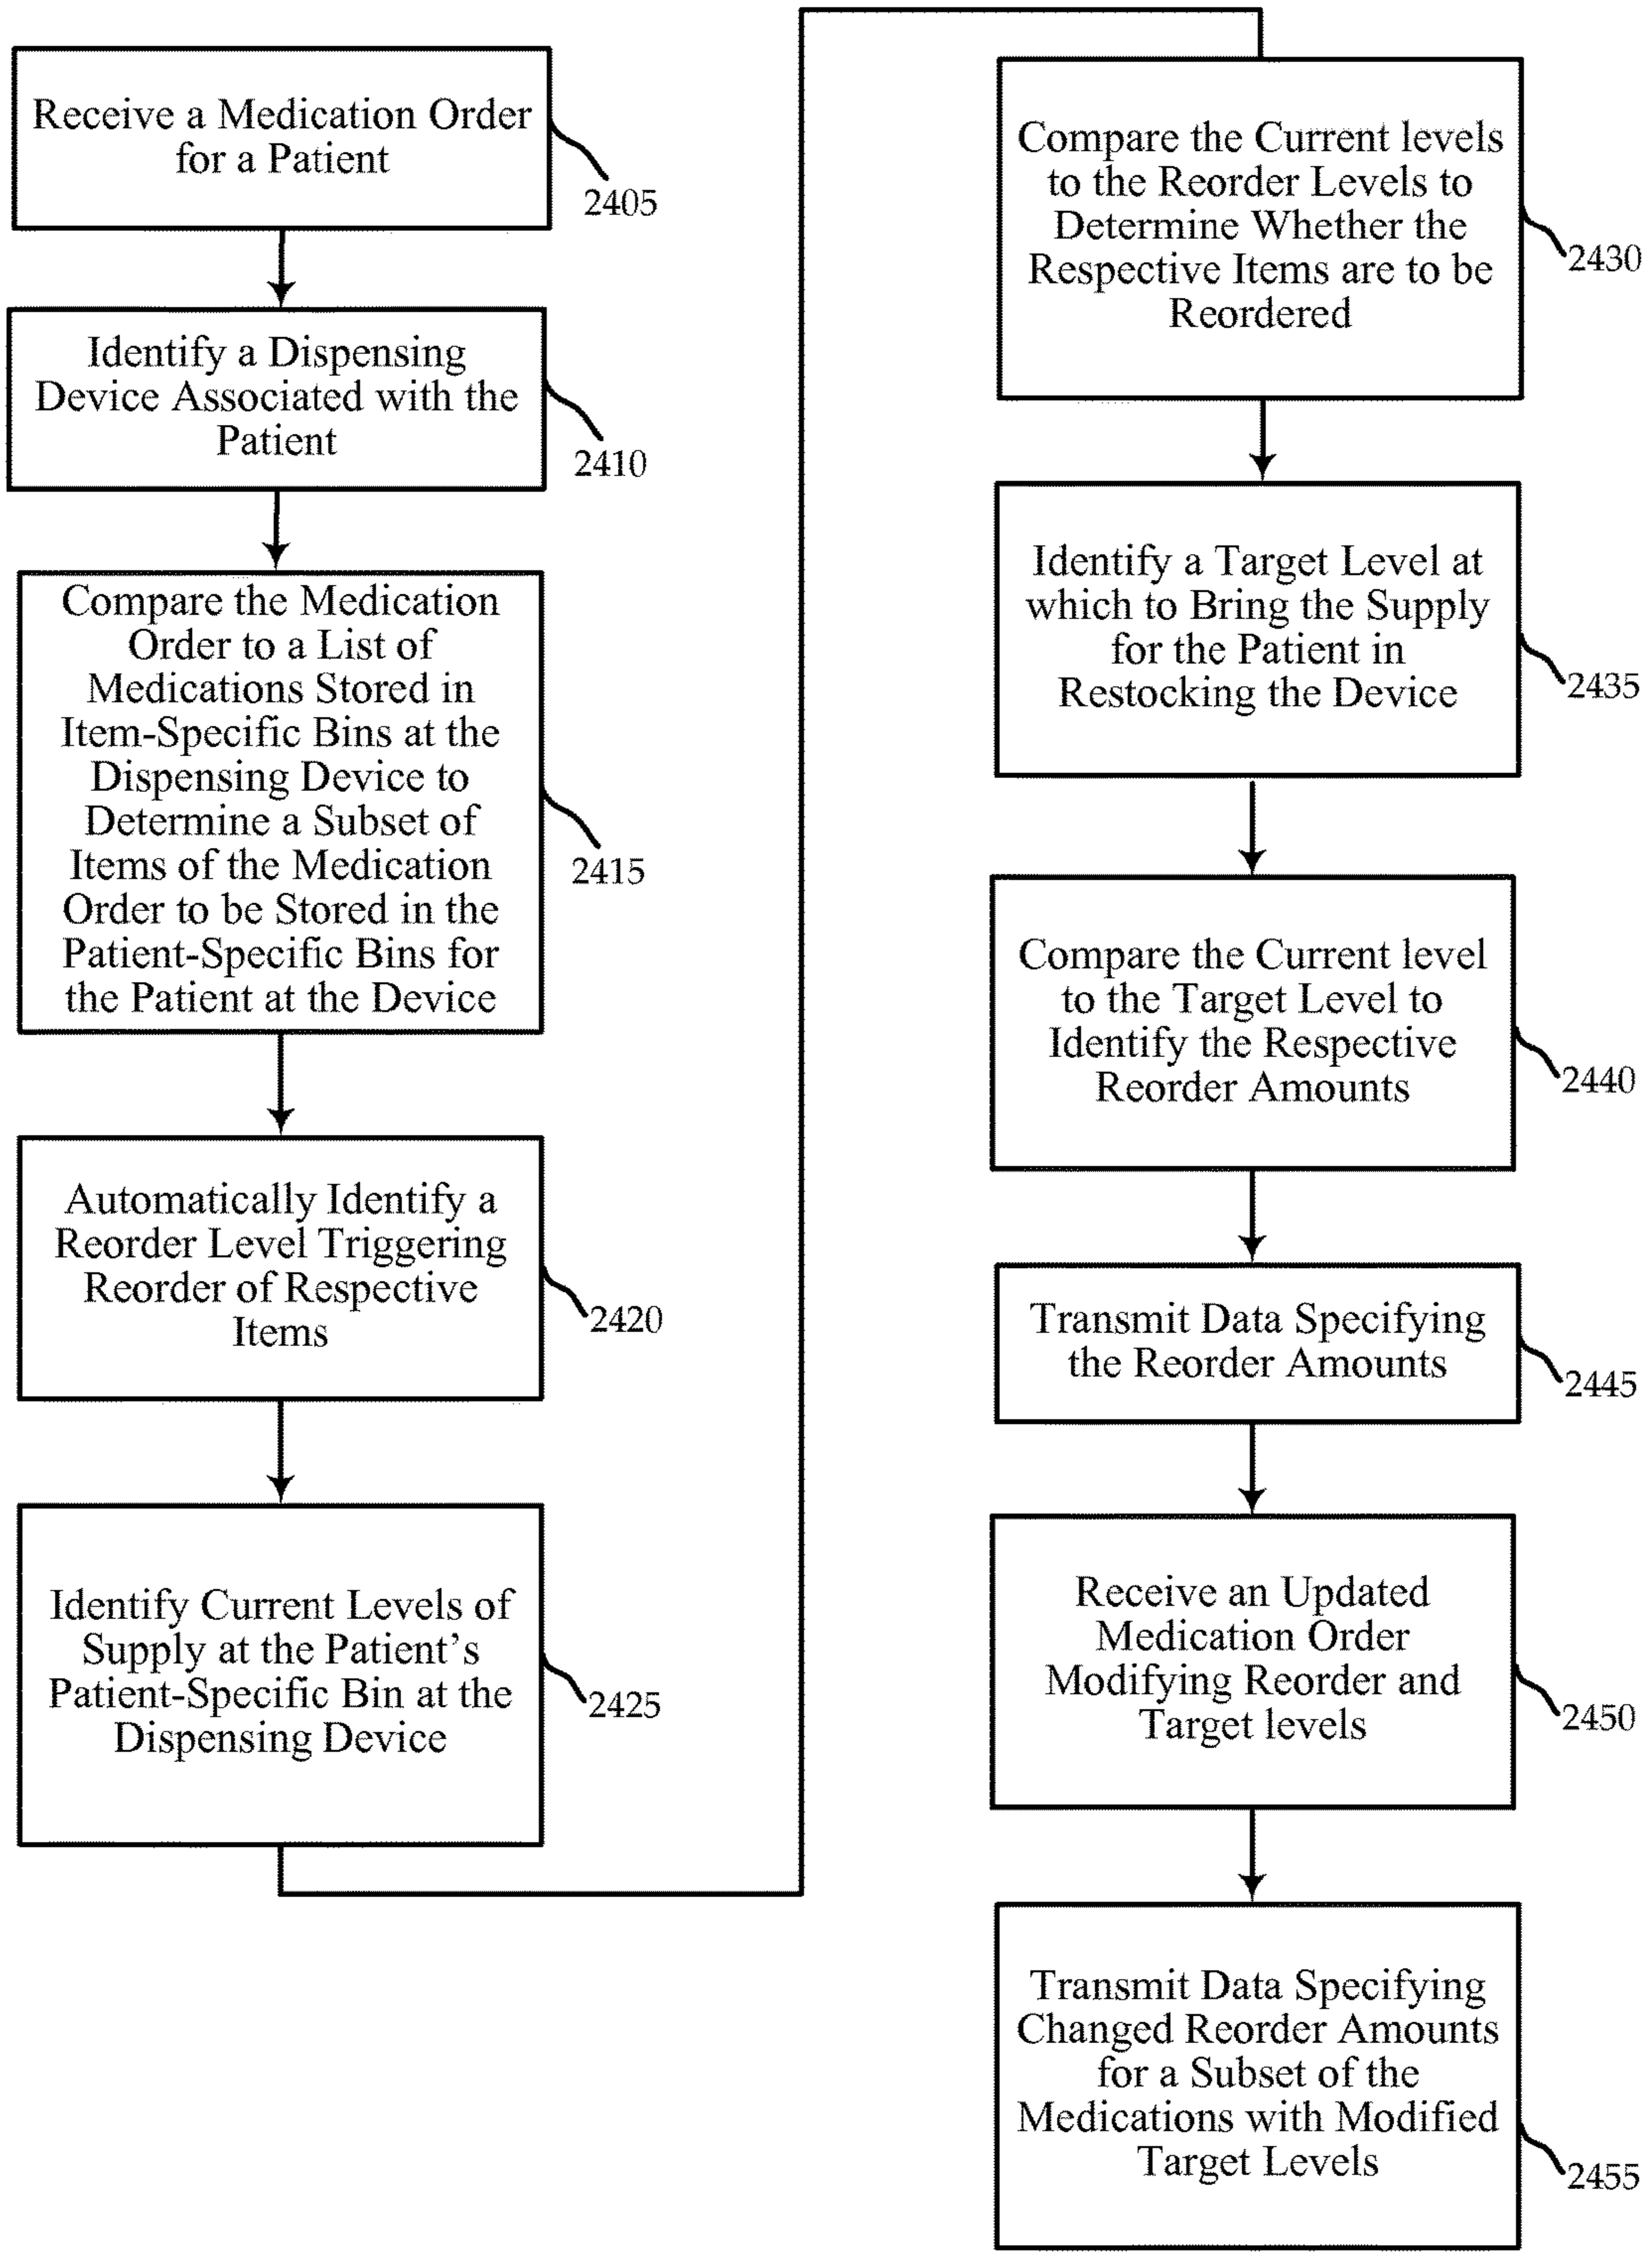 Receive a Medication Order
for a Patient
2405
Identify a Dispensing
Device Associated with the
Patient
2410
Compare the Medication
Order to a List of
Medications Stored in
Item-Specific Bins at the
Dispensing Device to
Determine a Subset of
Items of the Medication
Order to be Stored in the
Patient-Specific Bins for
the Patient at the Device
2415
Automatically Identify a
Reorder Level Triggering
Reorder of Respective
Items
2420
Identify Current Levels of
Supply at the Patient's
Patient-Specific Bin at the
Dispensing Device
2425
Compare the Current levels
to the Reorder Levels to
Determine Whether the
Respective Items are to be
Reordered
2430
Identify a Target Level at
which to Bring the Supply
for the Patient in
Restocking the Device
2435
Compare the Current level
to the Target Level to
Identify the Respective
Reorder Amounts
2440
Transmit Data Specifying
the Reorder Amounts
2445
Receive an Updated
Medication Order
Modifying Reorder and
Target levels
2450
Transmit Data Specifying
Changed Reorder Amounts
for a Subset of the
Medications with Modified
Target Levels
2455